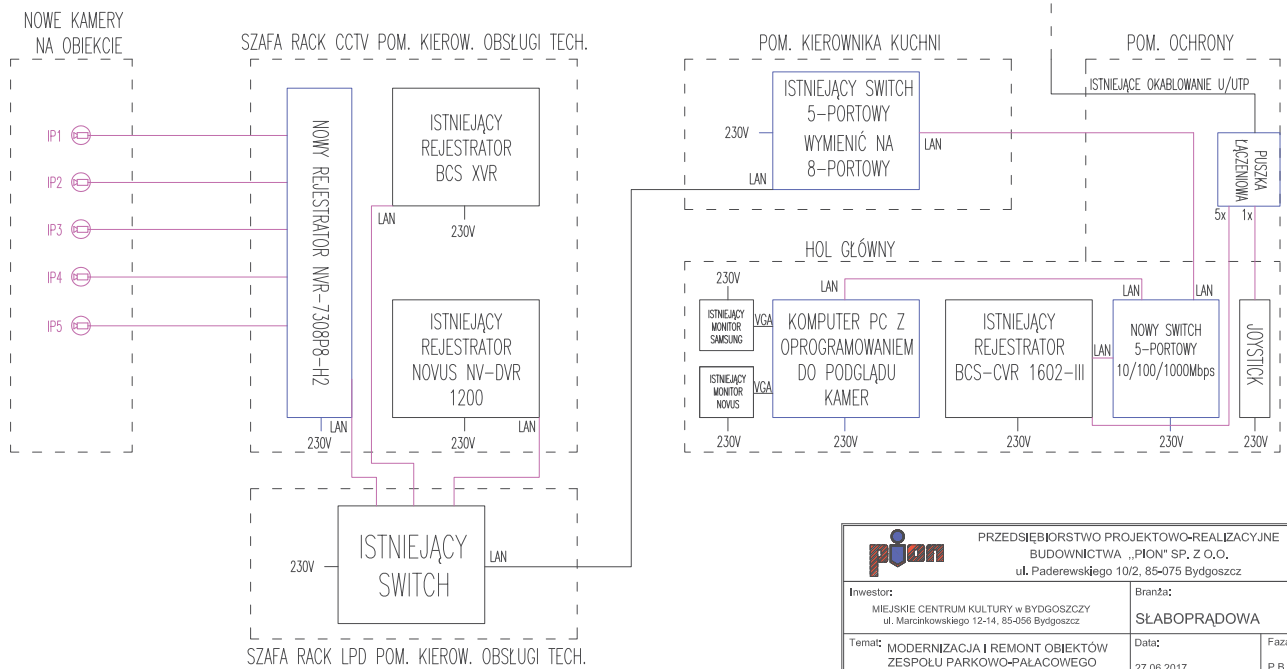 NOWE KAMERY
NA OBIEKCIE
IP1
IP2
IP3
IP4
IP5
SZAFA RACK CCTV POM. KIEROW. OBSŁUGI TECH.
NOWY REJESTRATOR NVR-7308P8-H2
230V
LAN
ISTNIEJĄCY
REJESTRATOR
BCS XVR
LAN
230V
ISTNIEJĄCY
REJESTRATOR
NOVUS NV-DVR
1200
230V
LAN
230V
ISTNIEJĄCY
SWITCH
LAN
SZAFA RACK LPD POM. KIEROW. OBSŁUGI TECH.
POM. KIEROWNIKA KUCHNI
ISTNIEJĄCY SWITCH
5-PORTOWY
WYMIENIĆ NA
8-PORTOWY
230V
LAN
LAN
POM. OCHRONY
ISTNIEJĄCE OKABLOWANIE U/UTP
PUSZKA
ŁĄCZENIOWA
5x
1x
HOL GŁÓWNY
230V
ISTNIEJĄCY
MONITOR
SAMSUNG
VGA
ISTNIEJĄCY
MONITOR
NOVUS
VGA
230V
LAN
KOMPUTER PC Z
OPROGRAMOWANIEM
DO PODGLĄDU
KAMER
230V
ISTNIEJĄCY
REJESTRATOR
BCS-CVR 1602-III
LAN
230V
LAN
LAN
NOWY SWITCH
5-PORTOWY
10/100/1000Mbps
230V
JOYSTICK
230V
pion
PRZEDSIĘBIORSTWO PROJEKTOWO-REALIZACYJNE
BUDOWNICTWA ,,PION" SP. Z O.O.
ul. Paderewskiego 10/2, 85-075 Bydgoszcz
Inwestor:
MIEJSKIE CENTRUM KULTURY w BYDGOSZCZY
ul. Marcinkowskiego 12-14, 85-056 Bydgoszcz
Branża:
SŁABOPRĄDOWA
Temat: MODERNIZACJA I REMONT OBIEKTÓW
ZESPOŁU PARKOWO-PAŁACOWEGO
Data:
27.06.2017